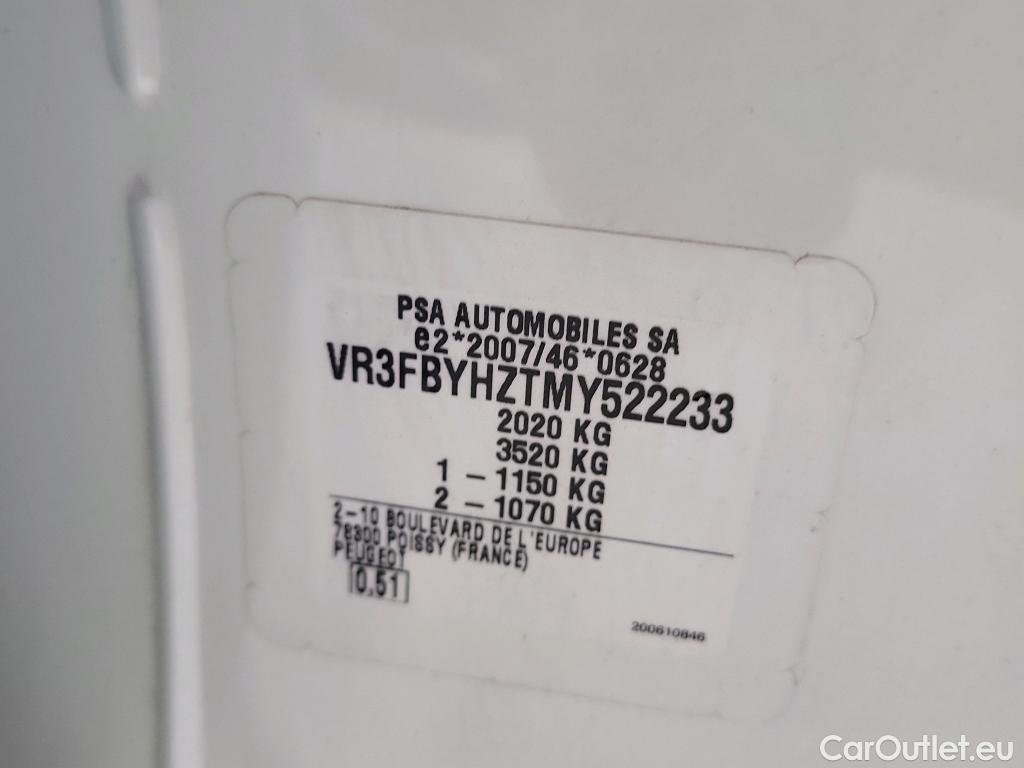 PSA AUTOMOBILES SA
e2*2007/46*0628
VR3FBYHZTMY522233
2020 KG
3520 KG
1 - 1150 KG
2 - 1070 KG
2-10 BOULEVARD DE L'EUROPE
78300 POISSY (FRANCE)
PEUGEOT
0.51
200610846
CarOutlet.eu